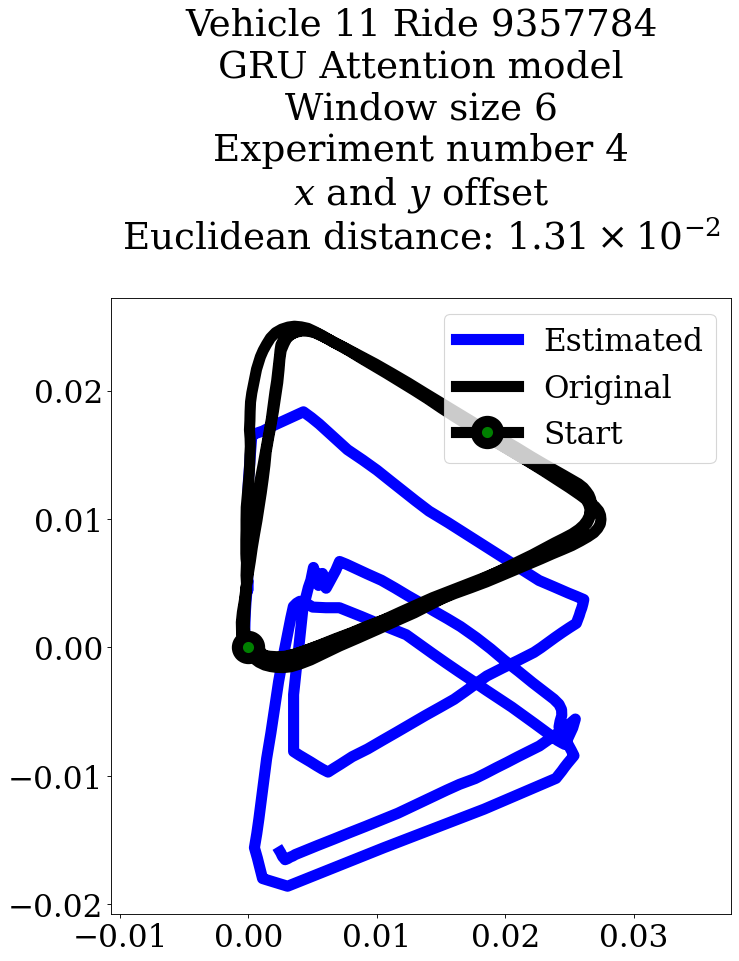 Vehicle 11 Ride 9357784
GRU Attention model
Window size 6
Experiment number 4
x and y offset
Euclidean distance: 1.31 × 10⁻²
Estimated
Original
Start
0.02
0.01
0.00
−0.01
−0.02
−0.01 0.00 0.01 0.02 0.03